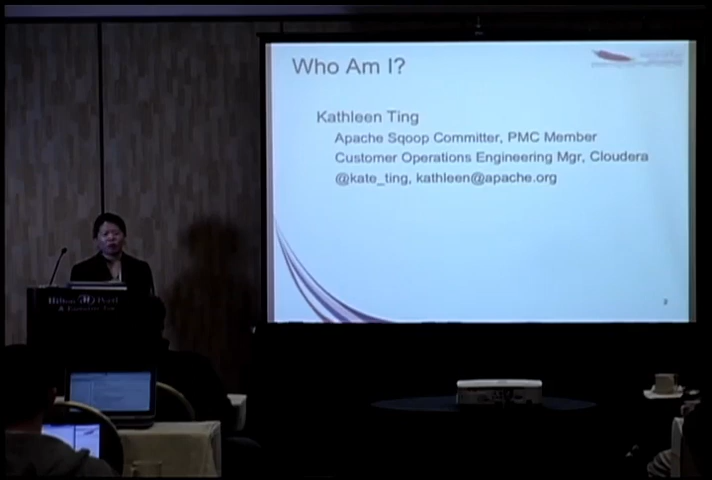 Who Am I?
Kathleen Ting
Apache Sqoop Committer, PMC Member
Customer Operations Engineering Mgr, Cloudera
@kate_ting, kathleen@apache.org
2
Hilton